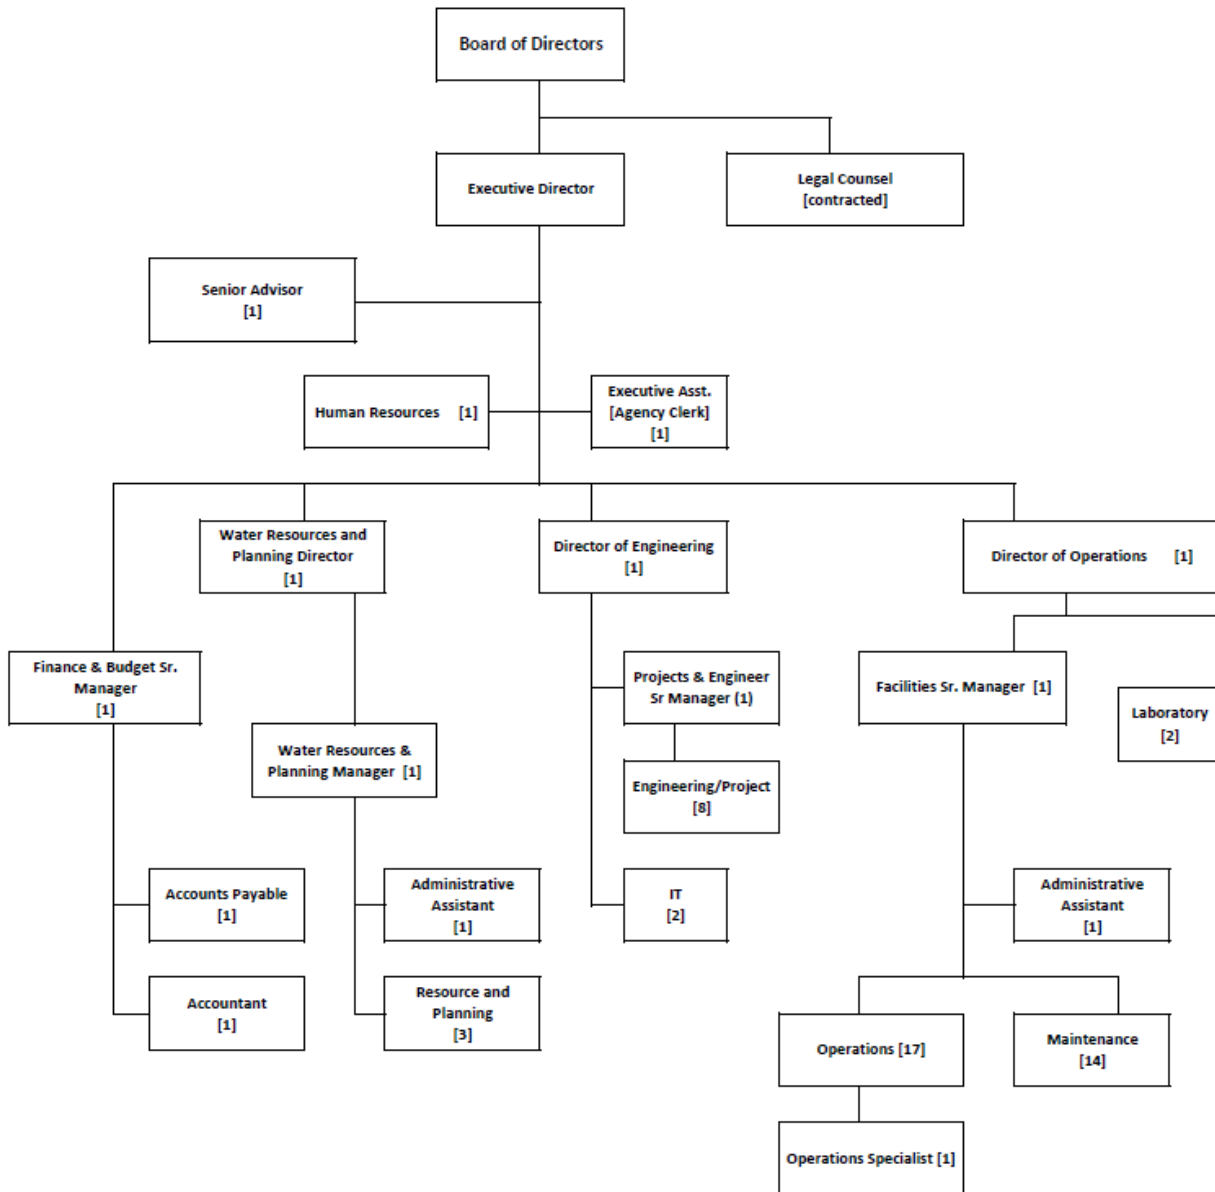 Board of Directors
Executive Director
Legal Counsel
[contracted]
Senior Advisor
[1]
Human Resources [1]
Executive Asst.
[Agency Clerk]
[1]
Water Resources and
Planning Director
[1]
Director of Engineering
[1]
Director of Operations [1]
Finance & Budget Sr.
Manager
[1]
Projects & Engineer
Sr Manager (1)
Facilities Sr. Manager [1]
Laboratory
[2]
Water Resources &
Planning Manager [1]
Engineering/Project
[8]
Accounts Payable
[1]
Administrative
Assistant
[1]
IT
[2]
Administrative
Assistant
[1]
Accountant
[1]
Resource and
Planning
[3]
Operations [17]
Maintenance
[14]
Operations Specialist [1]